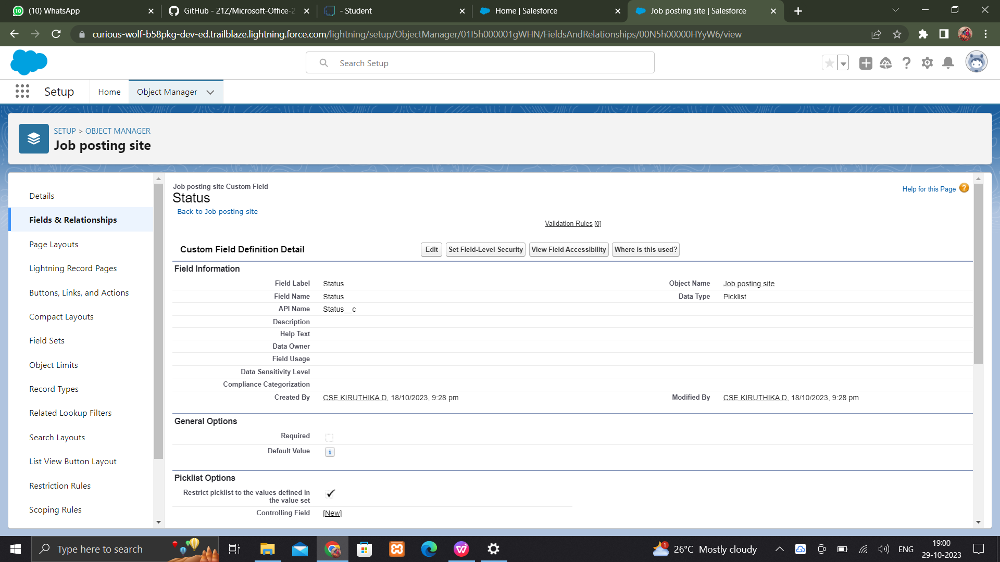 (10) WhatsApp
GitHub - 21Z/Microsoft-Office-2
- Student
Home | Salesforce
Job posting site | Salesforce
curious-wolf-b58pkg-dev-ed.trailblaze.lightning.force.com/lightning/setup/ObjectManager/01I5h000001gWHN/FieldsAndRelationships/00N5h00000HYyW6/view
Search Setup
Setup
Home
Object Manager
SETUP > OBJECT MANAGER
Job posting site
Details
Fields & Relationships
Page Layouts
Lightning Record Pages
Buttons, Links, and Actions
Compact Layouts
Field Sets
Object Limits
Record Types
Related Lookup Filters
Search Layouts
List View Button Layout
Restriction Rules
Scoping Rules
Job posting site Custom Field
Status
Back to Job posting site
Help for this Page
Validation Rules [0]
Custom Field Definition Detail
Edit
Set Field-Level Security
View Field Accessibility
Where is this used?
Field Information
Field Label Status Object Name Job posting site
Field Name Status Data Type Picklist
API Name Status__c
Description
Help Text
Data Owner
Field Usage
Data Sensitivity Level
Compliance Categorization
Created By CSE KIRUTHIKA D, 18/10/2023, 9:28 pm Modified By CSE KIRUTHIKA D, 18/10/2023, 9:28 pm
General Options
Required
Default Value
Picklist Options
Restrict picklist to the values defined in
the value set
Controlling Field [New]
Type here to search
1
26°C Mostly cloudy
ENG
19:00
29-10-2023